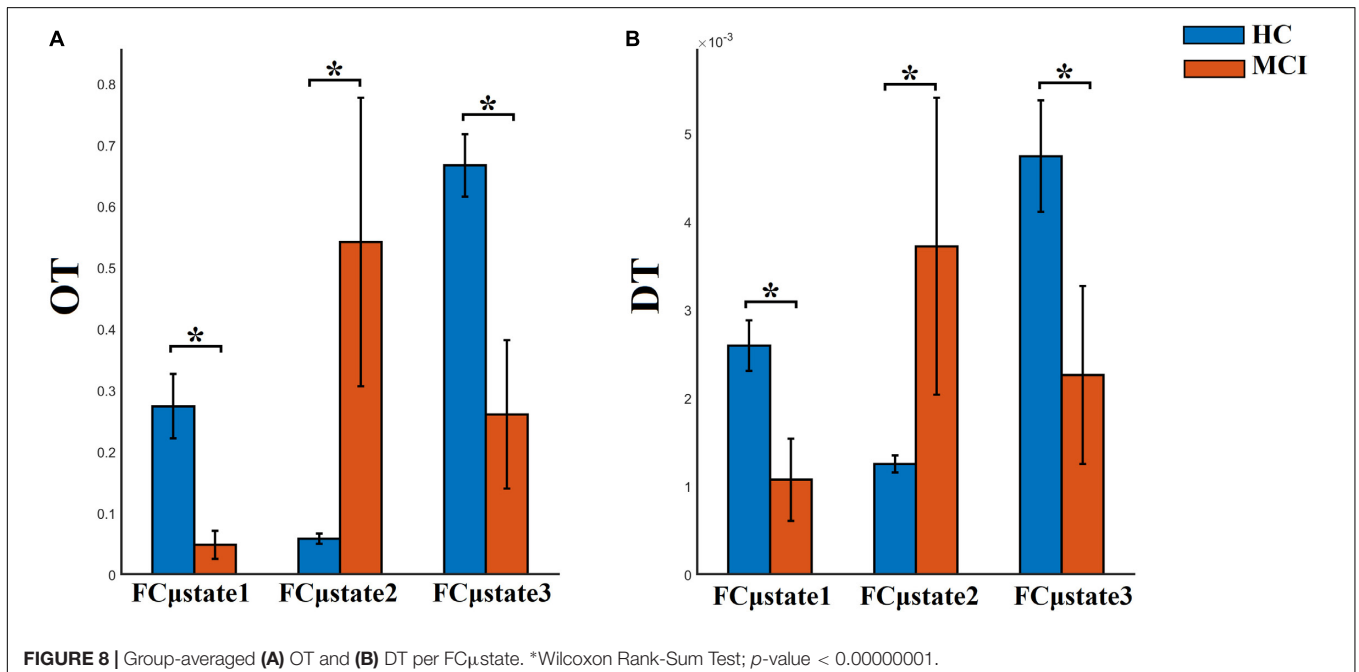 A
B
×10⁻³
HC
MCI
OT
0.8
0.7
0.6
0.5
0.4
0.3
0.2
0.1
0
*
*
*
FCµstate1 FCµstate2 FCµstate3
DT
5
4
3
2
1
0
*
*
*
FCµstate1 FCµstate2 FCµstate3
FIGURE 8 | Group-averaged (A) OT and (B) DT per FCµstate. *Wilcoxon Rank-Sum Test; p-value < 0.00000001.